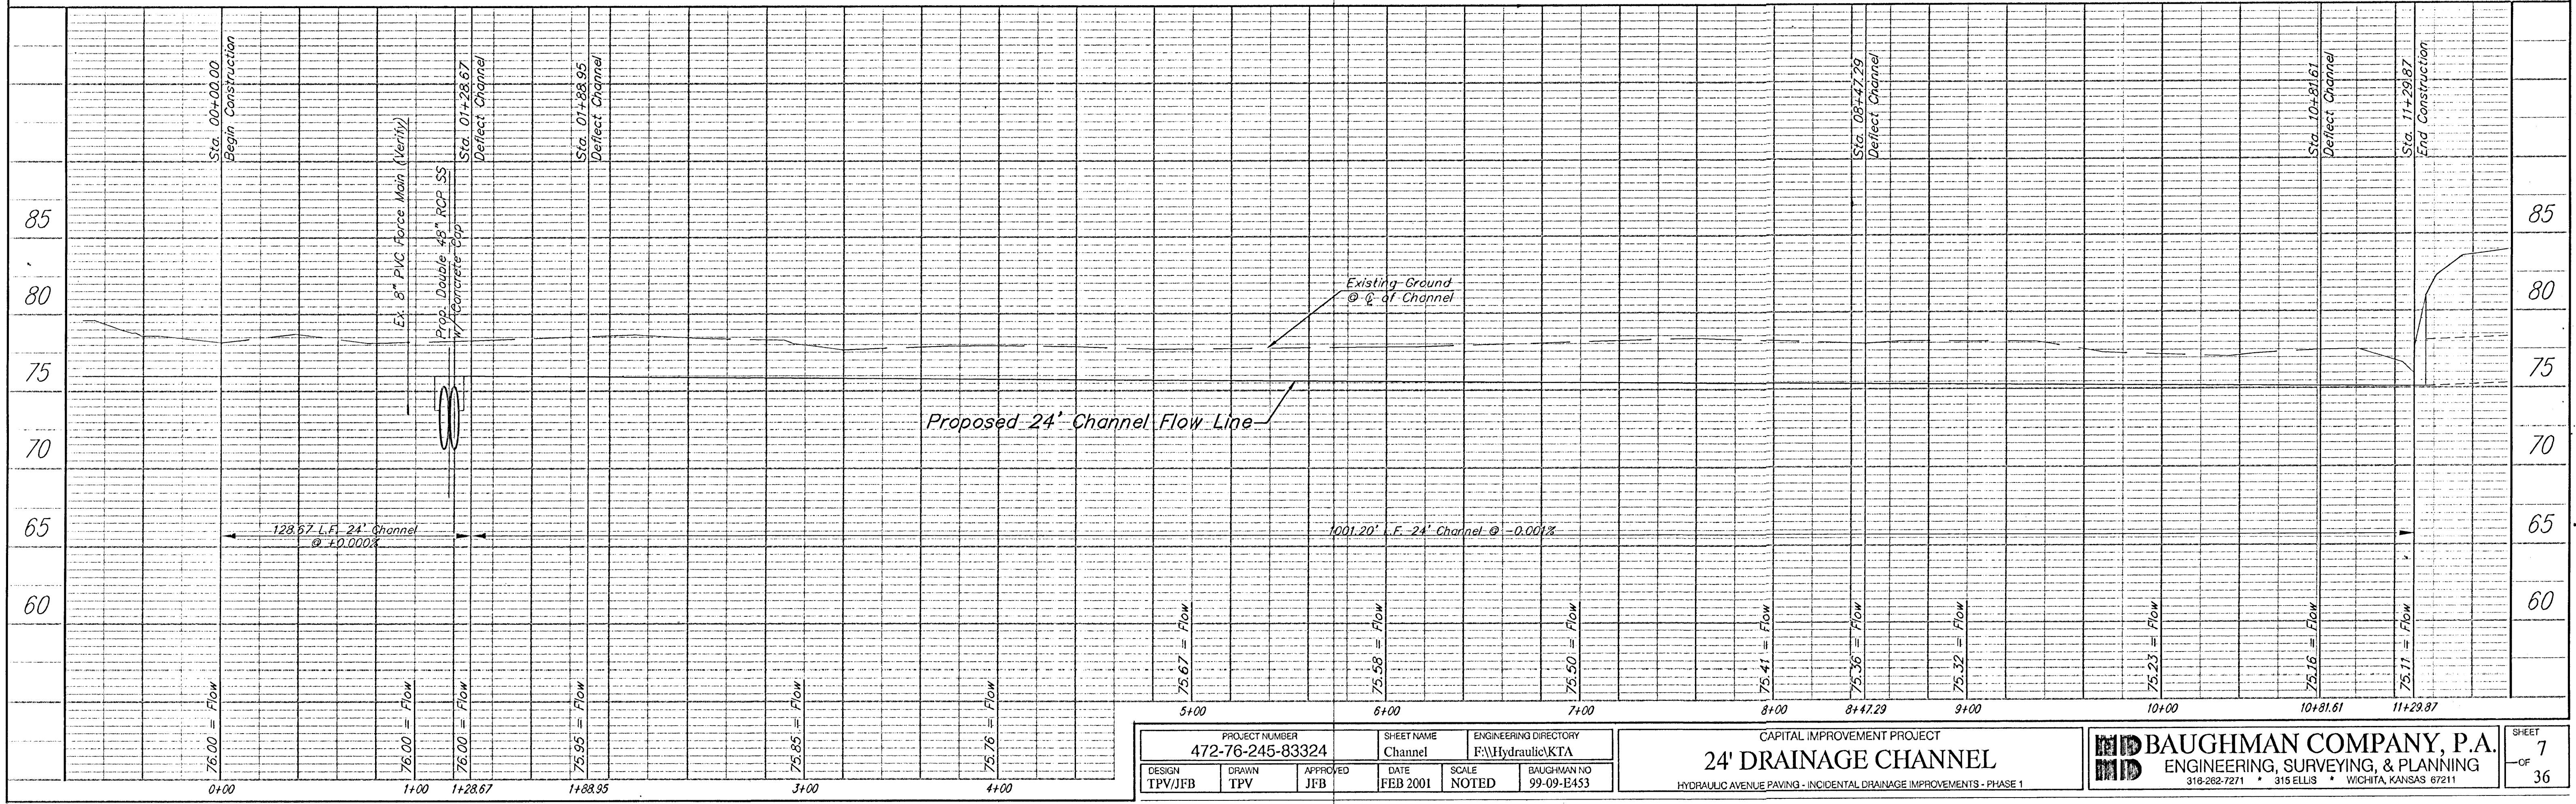 Sta. 00+00.00
Begin Construction
Ex. 8" PVC Force Main (Verify)
Prop. Double 48" RCP SS
w/ Concrete Cap
Sta. 01+28.67
Deflect Channel
Sta. 01+88.95
Deflect Channel
Sta. 08+47.29
Deflect Channel
Sta. 10+81.61
Deflect Channel
Sta. 11+29.87
End Construction
85
80
75
70
65
60
85
80
75
70
65
60
Existing Ground
@ ℄ of Channel
Proposed 24' Channel Flow Line
128.67 L.F. 24' Channel
@ +0.000%
1001.20' L.F. 24' Channel @ -0.001%
76.00 = Flow
76.00 = Flow
76.00 = Flow
75.95 = Flow
75.85 = Flow
75.76 = Flow
75.67 = Flow
75.58 = Flow
75.50 = Flow
75.41 = Flow
75.36 = Flow
75.32 = Flow
75.23 = Flow
75.16 = Flow
75.11 = Flow
0+00
1+00
1+28.67
1+88.95
3+00
4+00
5+00
6+00
7+00
8+00
8+47.29
9+00
10+00
10+81.61
11+29.87
PROJECT NUMBER
472-76-245-83324
SHEET NAME
Channel
ENGINEERING DIRECTORY
F:\\Hydraulic\KTA
DESIGN
TPV/JFB
DRAWN
TPV
APPROVED
JFB
DATE
FEB 2001
SCALE
NOTED
BAUGHMAN NO
99-09-E453
CAPITAL IMPROVEMENT PROJECT
24' DRAINAGE CHANNEL
HYDRAULIC AVENUE PAVING - INCIDENTAL DRAINAGE IMPROVEMENTS - PHASE 1
BAUGHMAN COMPANY, P.A.
ENGINEERING, SURVEYING, & PLANNING
316-262-7271 * 315 ELLIS * WICHITA, KANSAS 67211
SHEET
7
OF
36